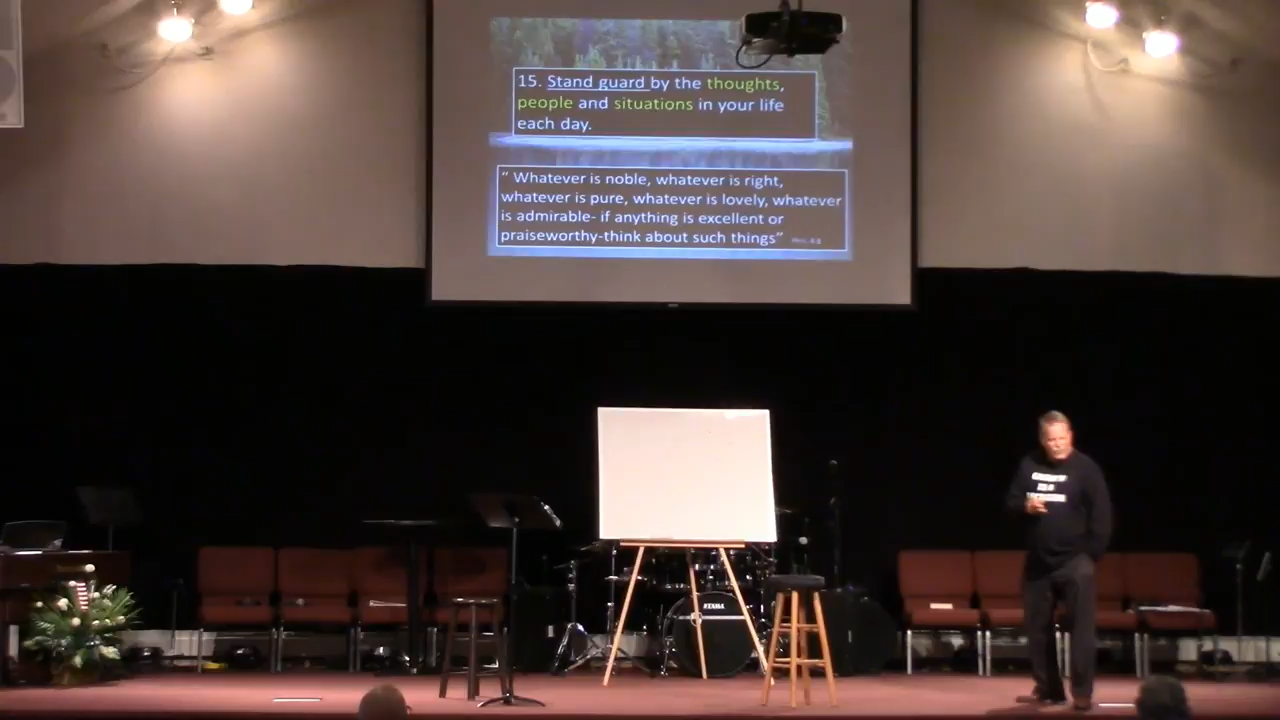 15. Stand guard by the thoughts,
people and situations in your life
each day.
“ Whatever is noble, whatever is right,
whatever is pure, whatever is lovely, whatever
is admirable- if anything is excellent or
praiseworthy-think about such things”
TAMA